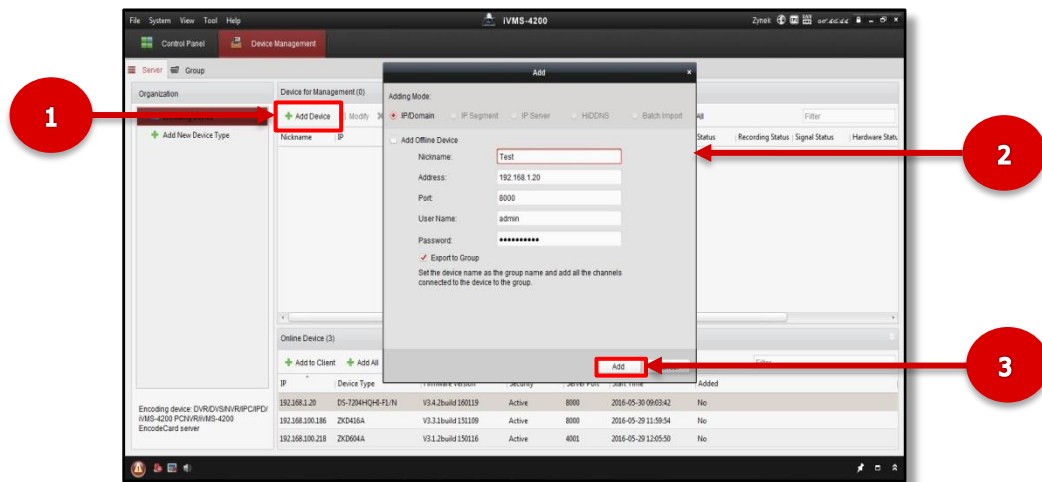 File System View Tool Help
iVMS-4200
Zynek
Control Panel
Device Management
Server
Group
Organization
Add New Device Type
Encoding device: DVR/DVS/NVR/IPC/IPD/
iVMS-4200 PCNVR/iVMS-4200
EncodeCard server
Device for Management (0)
Add Device
Modify
All
Filter
Nickname
IP
Status
Recording Status
Signal Status
Hardware Statu
Add
Adding Mode:
IP/Domain
IP Segment
IP Server
HIDDNS
Batch Import
Add Offline Device
Nickname: Test
Address: 192.168.1.20
Port: 8000
User Name: admin
Password: ••••••••••
Export to Group
Set the device name as the group name and add all the channels
connected to the device to the group.
Add
Online Device (3)
Add to Client
Add All
IP
Device Type
Firmware version
Security
Server Port
Start Time
Added
192.168.1.20 DS-7204HQHI-F1/N V3.4.2build 160119 Active 8000 2016-05-30 09:03:42 No
192.168.100.186 ZKD416A V3.3.1build 151109 Active 8000 2016-05-29 11:59:54 No
192.168.100.218 ZKD604A V3.1.2build 150116 Active 4001 2016-05-29 12:05:50 No
1
2
3